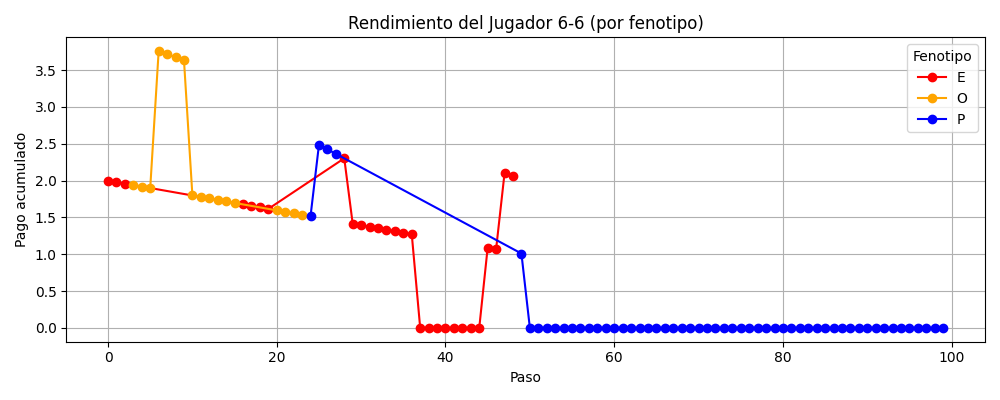 Rendimiento del Jugador 6-6 (por fenotipo)
Pago acumulado
3.5
3.0
2.5
2.0
1.5
1.0
0.5
0.0
Fenotipo
E
O
P
0
20
40
60
80
100
Paso